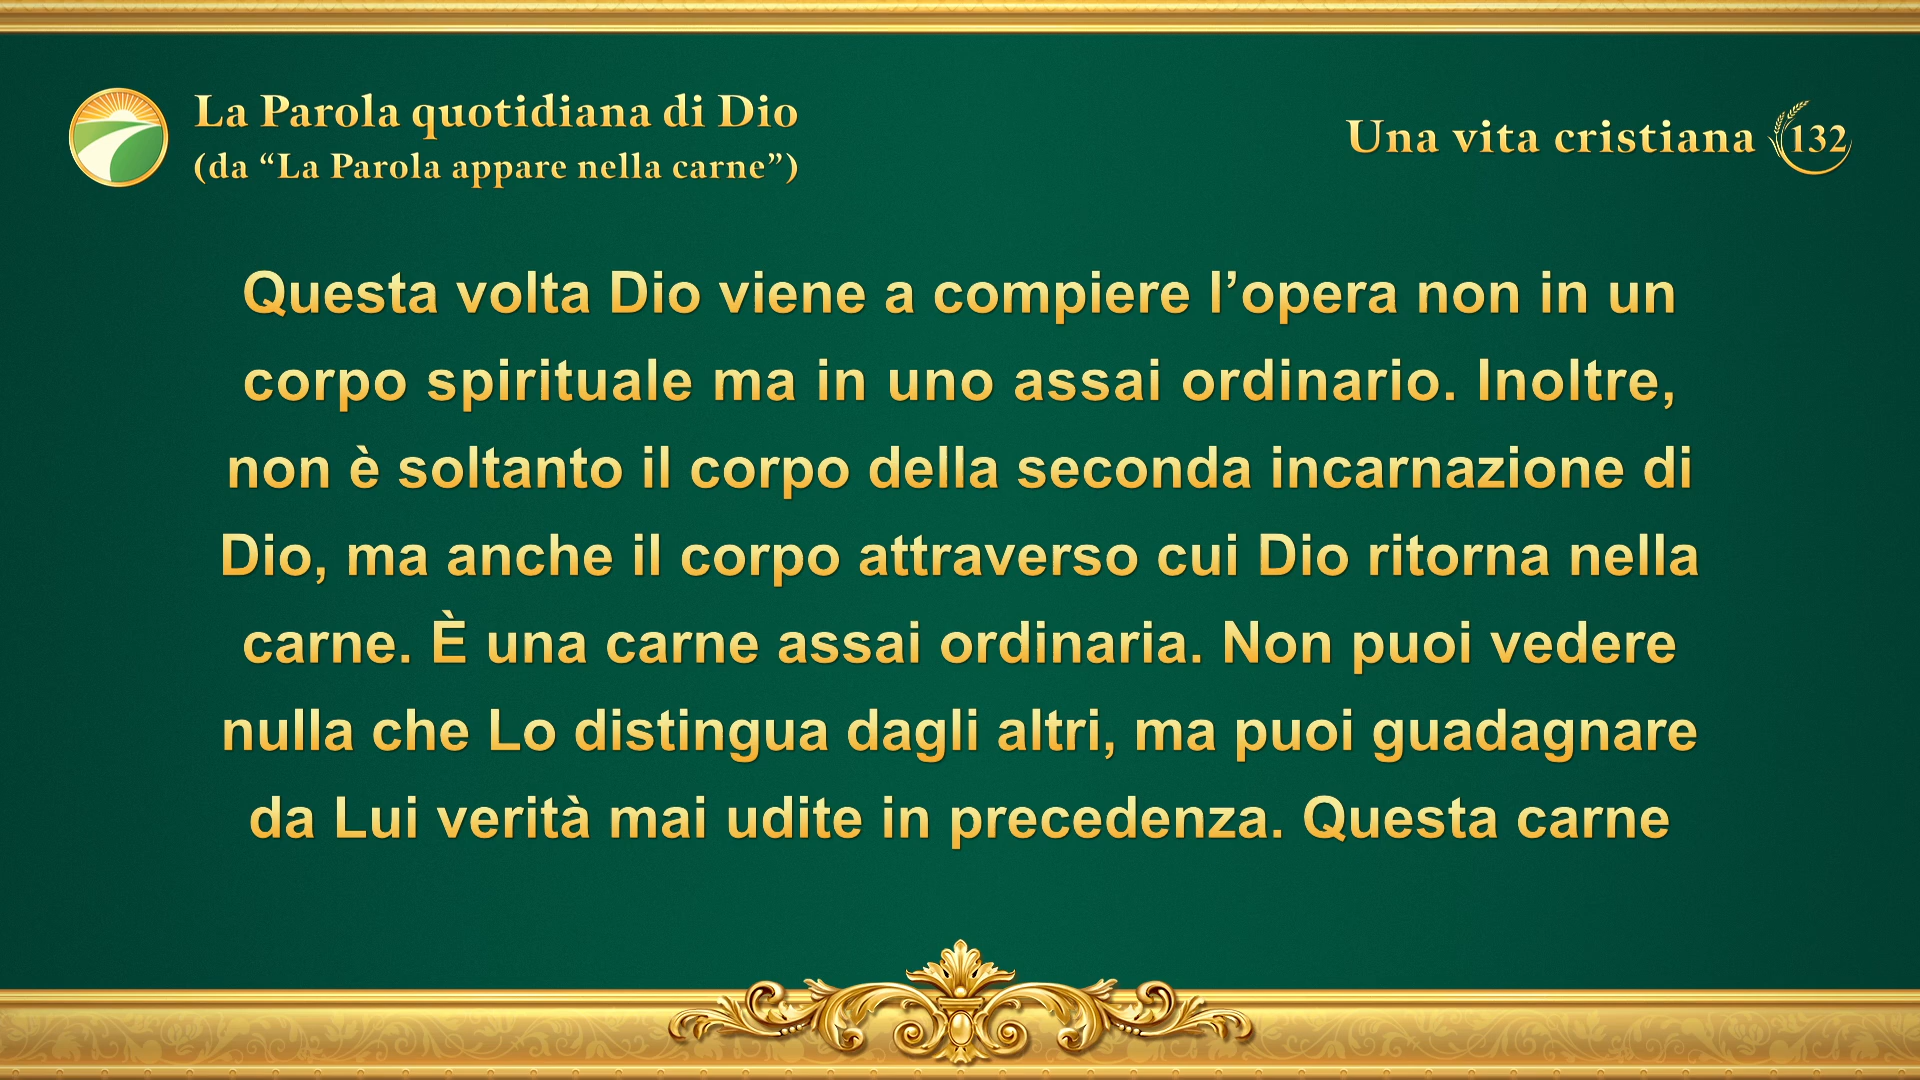 La Parola quotidiana di Dio
(da “La Parola appare nella carne”)
Una vita cristiana 132
Questa volta Dio viene a compiere l’opera non in un
corpo spirituale ma in uno assai ordinario. Inoltre,
non è soltanto il corpo della seconda incarnazione di
Dio, ma anche il corpo attraverso cui Dio ritorna nella
carne. È una carne assai ordinaria. Non puoi vedere
nulla che Lo distingua dagli altri, ma puoi guadagnare
da Lui verità mai udite in precedenza. Questa carne